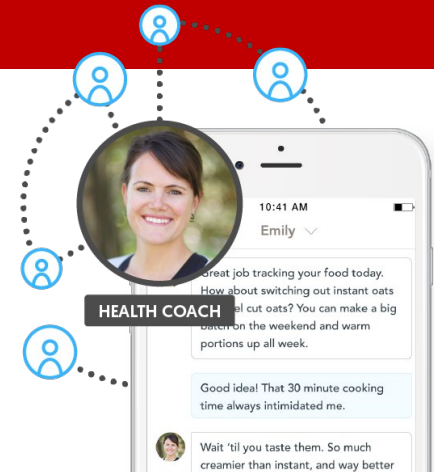 10:41 AM
Emily
Great job tracking your food today.
How about switching out instant oats
el cut oats? You can make a big
batch on the weekend and warm
portions up all week.
HEALTH COACH
Good idea! That 30 minute cooking
time always intimidated me.
Wait 'til you taste them. So much
creamier than instant, and way better